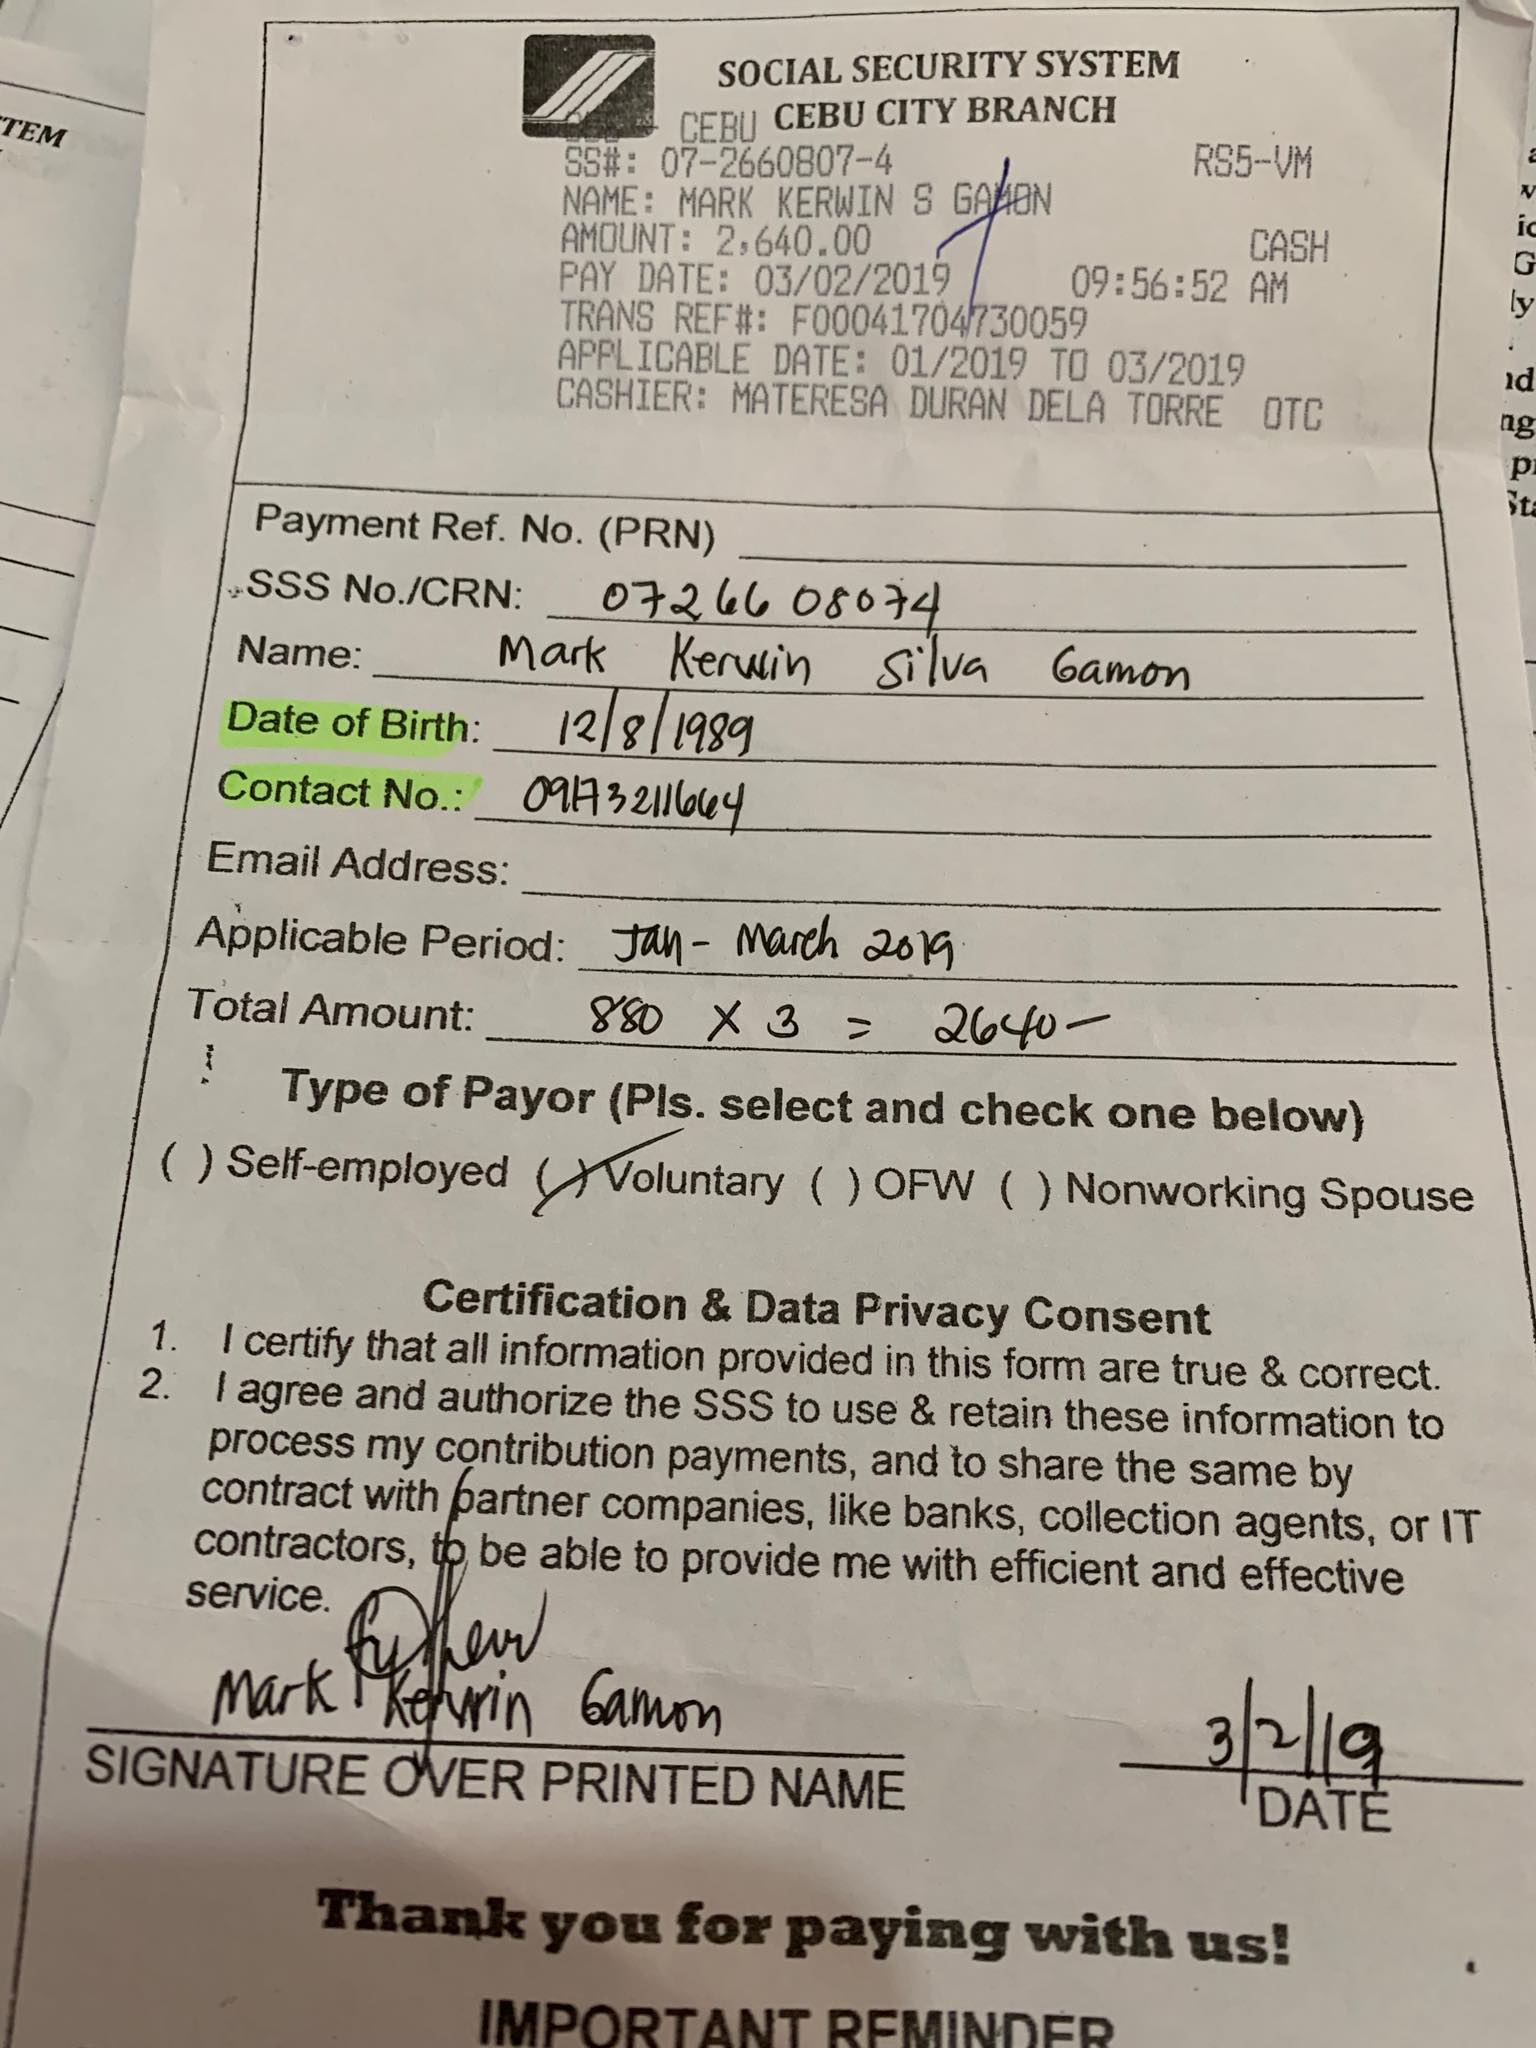 TEM
SOCIAL SECURITY SYSTEM
CEBU CITY BRANCH
CEBU
SS#: 07-2660807-4 RS5-VM
NAME: MARK KERWIN S GAMON
AMOUNT: 2,640.00 CASH
PAY DATE: 03/02/2019 09:56:52 AM
TRANS REF#: F00041704730059
APPLICABLE DATE: 01/2019 TO 03/2019
CASHIER: MATERESA DURAN DELA TORRE OTC
Payment Ref. No. (PRN)
SSS No./CRN: 0726608074
Name: Mark Kerwin Silva Gamon
Date of Birth: 12/8/1989
Contact No.: 09173211664
Email Address:
Applicable Period: Jan - March 2019
Total Amount: 880 X 3 = 2640-
Type of Payor (Pls. select and check one below)
( ) Self-employed (/) Voluntary ( ) OFW ( ) Nonworking Spouse
Certification & Data Privacy Consent
1. I certify that all information provided in this form are true & correct.
2. I agree and authorize the SSS to use & retain these information to
process my contribution payments, and to share the same by
contract with partner companies, like banks, collection agents, or IT
contractors, to be able to provide me with efficient and effective
service.
Mark Kerwin Gamon 3/2/19
SIGNATURE OVER PRINTED NAME DATE
Thank you for paying with us!
IMPORTANT REMINDER